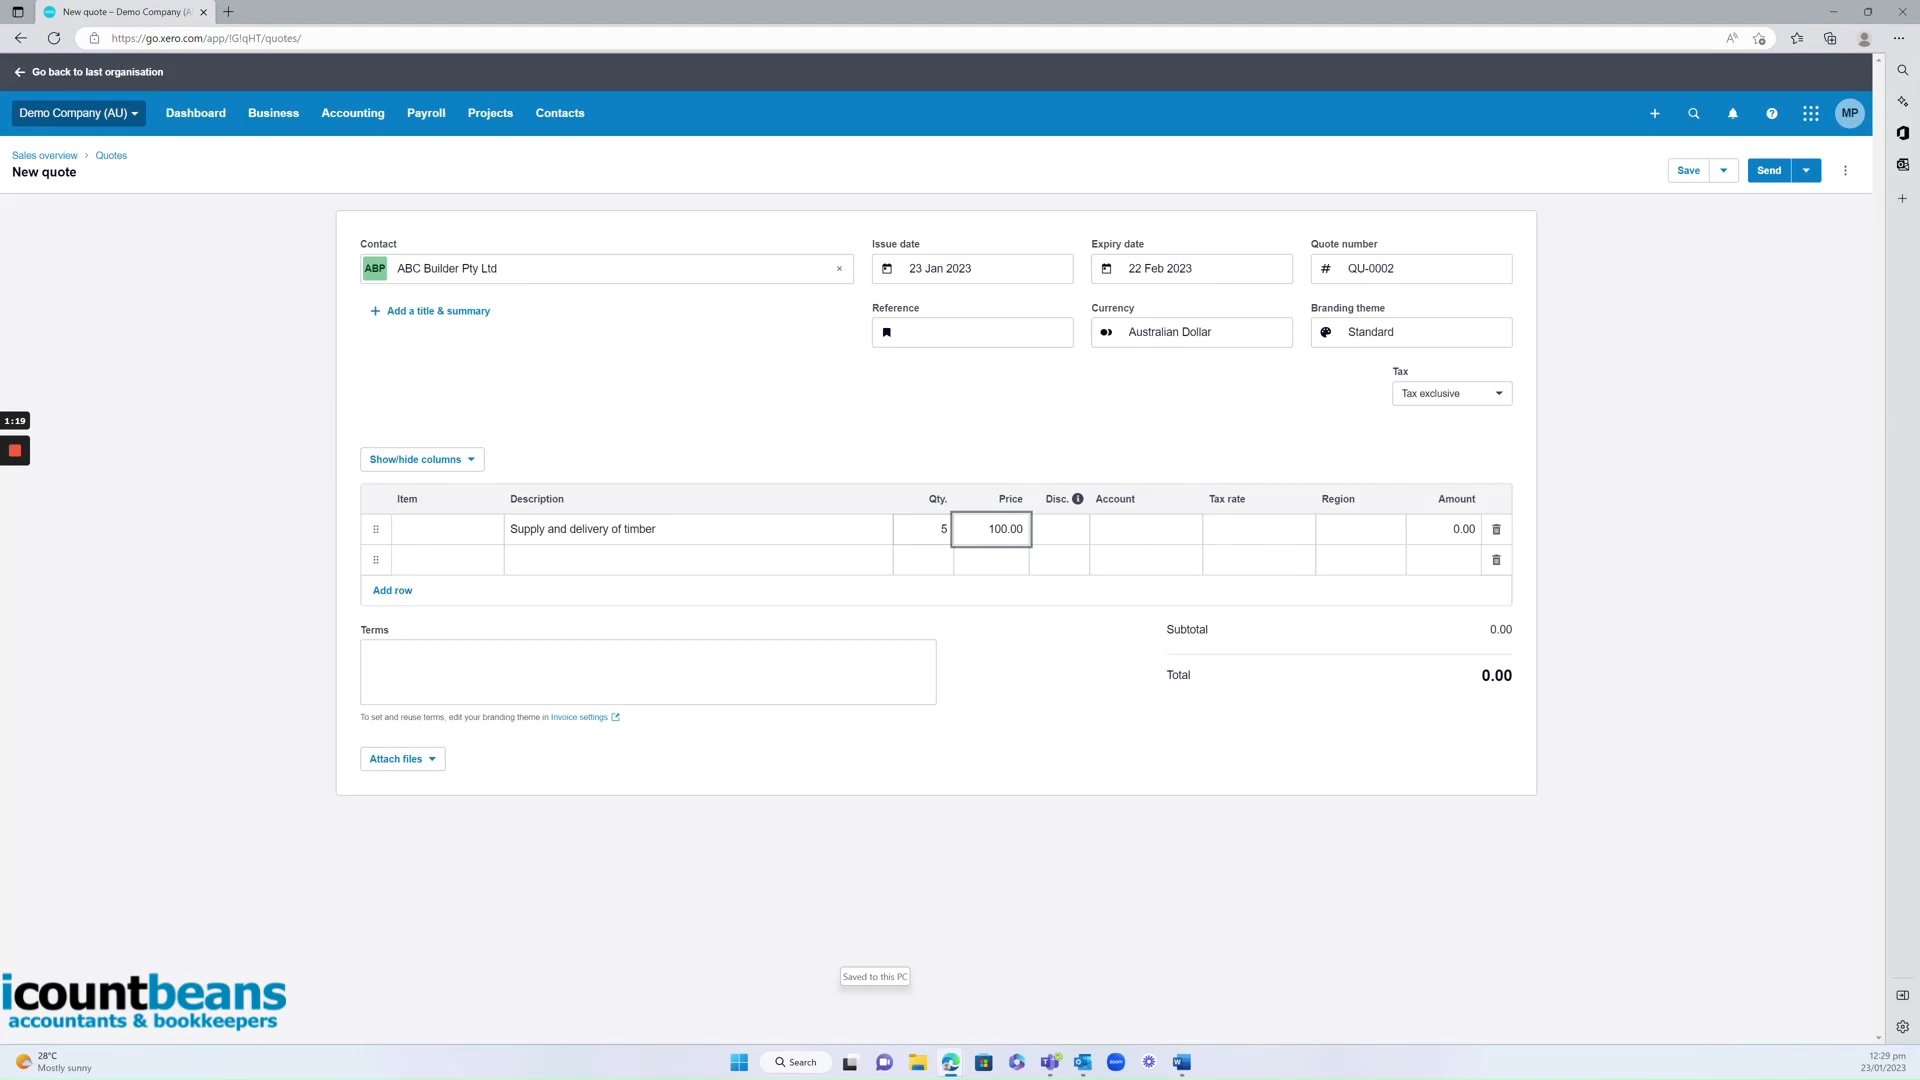 New quote – Demo Company (A
https://go.xero.com/app/!G!qHT/quotes/
Go back to last organisation
Demo Company (AU) Dashboard Business Accounting Payroll Projects Contacts MP
Sales overview > Quotes
New quote
Save Send
Contact Issue date Expiry date Quote number
ABP ABC Builder Pty Ltd × 23 Jan 2023 22 Feb 2023 # QU-0002
+ Add a title & summary
Reference Currency Branding theme
Australian Dollar Standard
Tax
Tax exclusive
1:19
Show/hide columns
Item Description Qty. Price Disc. Account Tax rate Region Amount
Supply and delivery of timber 5 100.00 0.00
Add row
Terms Subtotal 0.00
Total 0.00
To set and reuse terms, edit your branding theme in Invoice settings
Attach files
Saved to this PC
icountbeans
accountants & bookkeepers
28°C
Mostly sunny
Search
zoom
12:29 pm
23/01/2023